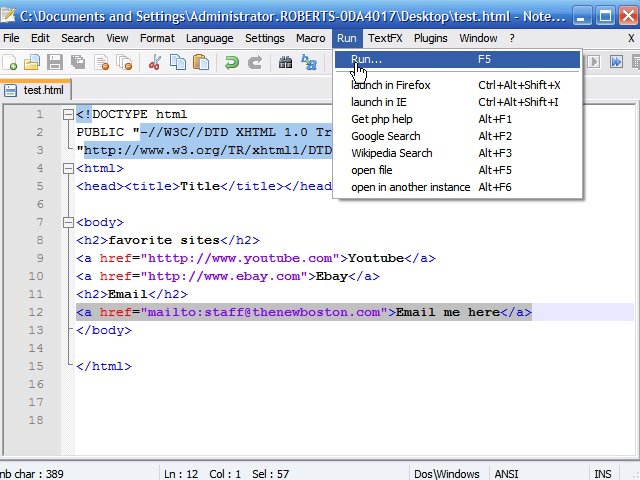 C:\Documents and Settings\Administrator.ROBERTS-0DA4017\Desktop\test.html - Note...
File Edit Search View Format Language Settings Macro Run TextFX Plugins Window ? X
Run... F5
launch in Firefox Ctrl+Alt+Shift+X
launch in IE Ctrl+Alt+Shift+I
Get php help Alt+F1
Google Search Alt+F2
Wikipedia Search Alt+F3
open file Alt+F5
open in another instance Alt+F6
test.html
1 <!DOCTYPE html
2 PUBLIC "-//W3C//DTD XHTML 1.0 Tr
3 "http://www.w3.org/TR/xhtml1/DTD
4 <html>
5 <head><title>Title</title></head
6
7 <body>
8 <h2>favorite sites</h2>
9 <a href="htttp://www.youtube.com">Youtube</a>
10 <a href="http://www.ebay.com">Ebay</a>
11 <h2>Email</h2>
12 <a href="mailto:staff@thenewboston.com">Email me here</a>
13 </body>
14
15 </html>
16
17
18
nb char : 389 Ln : 12 Col : 1 Sel : 57 Dos\Windows ANSI INS